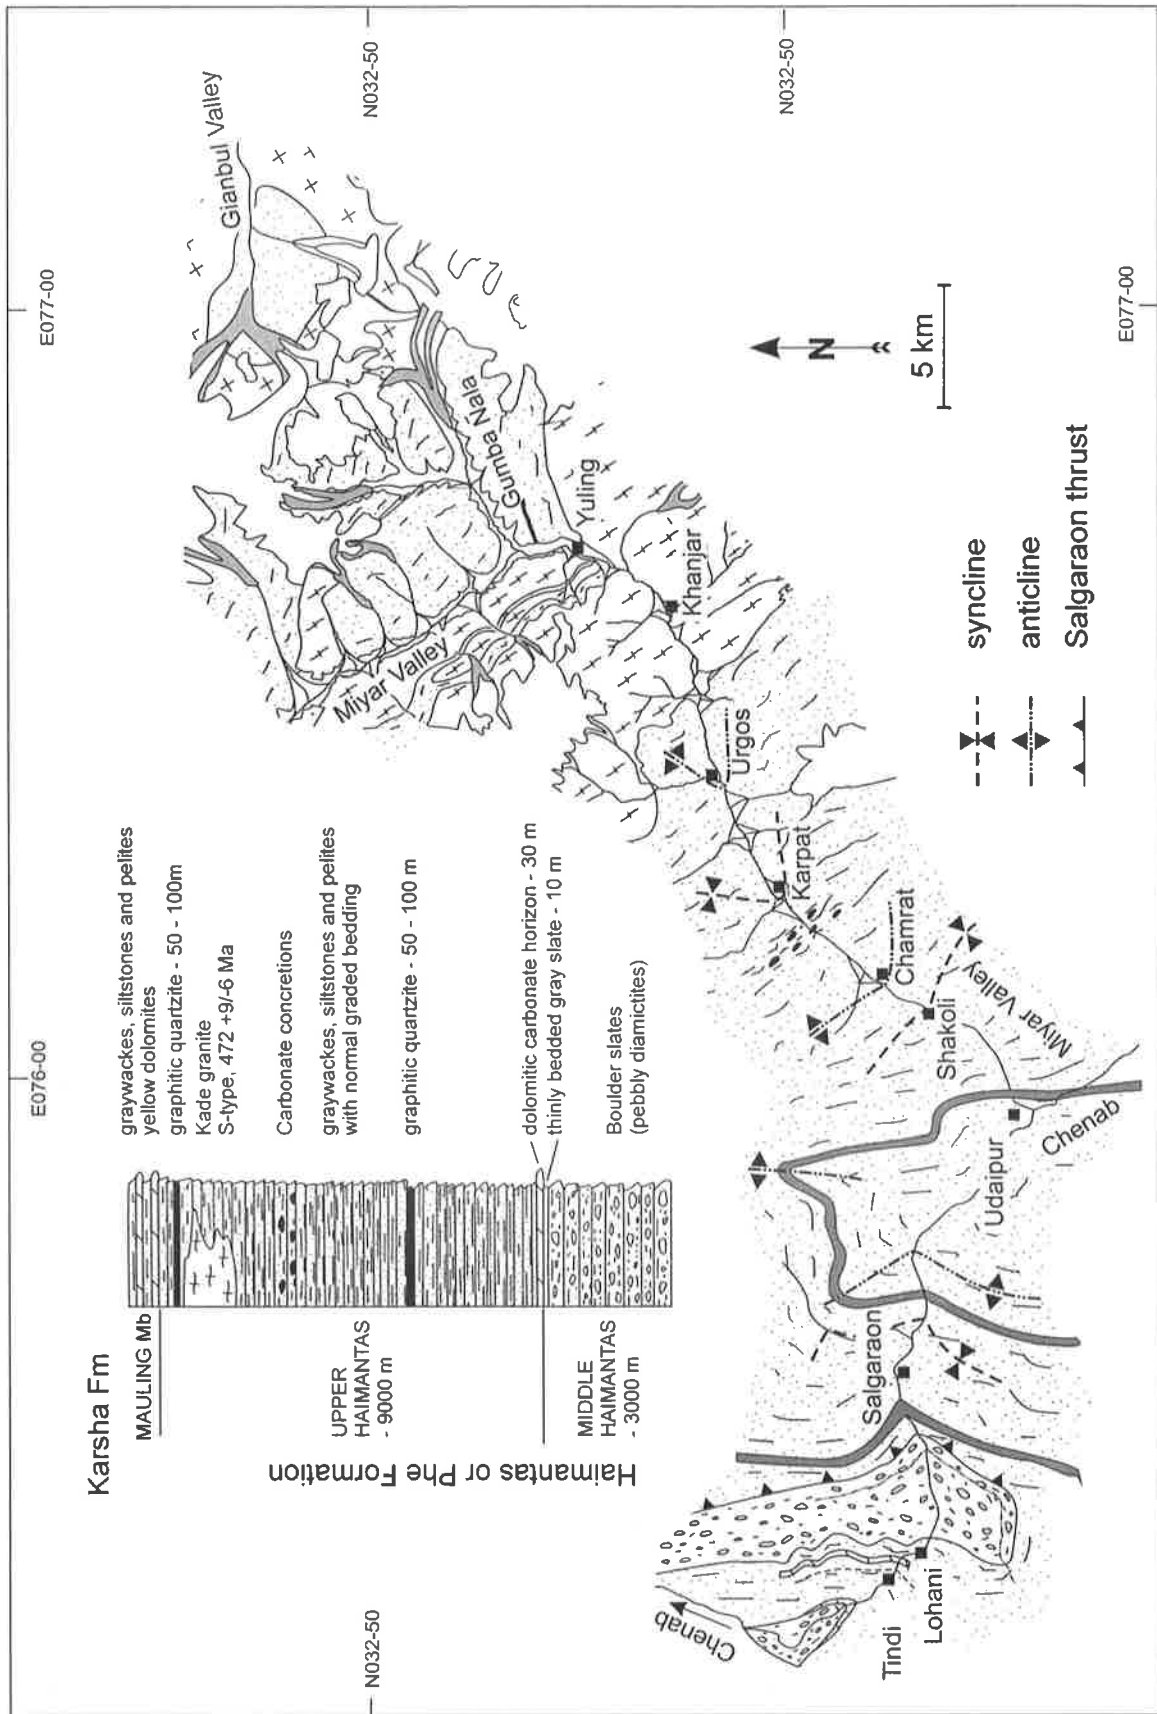 E076-00
E077-00
N032-50
N032-50
N032-50
E077-00
Karsha Fm
MAULING Mb
UPPER
HAIMANTAS
- 9000 m
MIDDLE
HAIMANTAS
- 3000 m
Haimantas or Phe Formation
graywackes, siltstones and pelites
yellow dolomites
graphitic quartzite - 50 - 100m
Kade granite
S-type, 472 +9/-6 Ma
Carbonate concretions
graywackes, siltstones and pelites
with normal graded bedding
graphitic quartzite - 50 - 100 m
dolomitic carbonate horizon - 30 m
thinly bedded gray slate - 10 m
Boulder slates
(pebbly diamictites)
Gianbul Valley
Gumba Nala
Yuling
Miyar Valley
Khanjar
Urgos
Karpat
Chamrat
Shakoli
Miyar Valley
Udaipur
Chenab
Salgaraon
Chenab
Tindi
Lohani
N
5 km
syncline
anticline
Salgaraon thrust